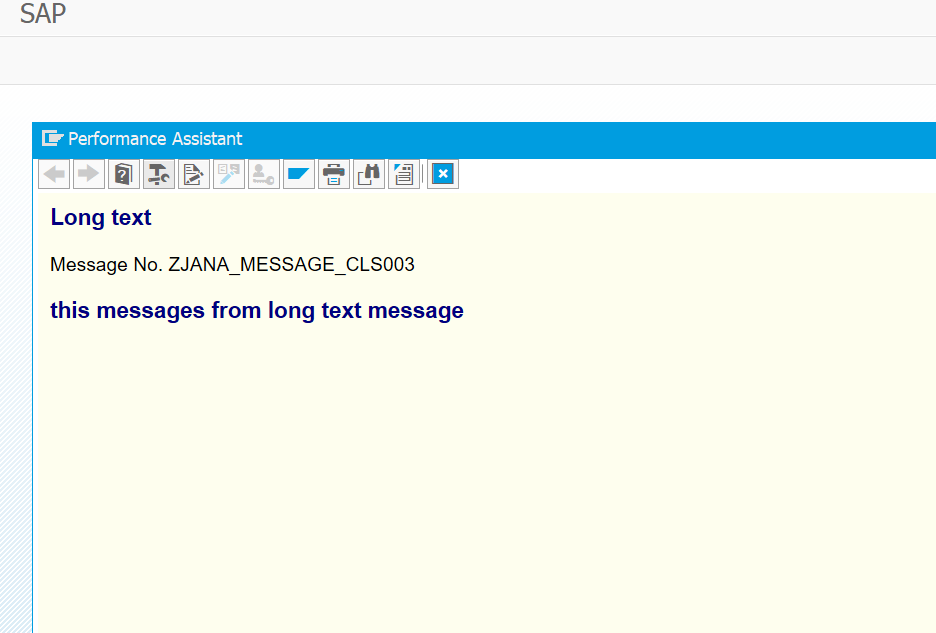 SAP
Performance Assistant
Long text
Message No. ZJANA_MESSAGE_CLS003
this messages from long text message